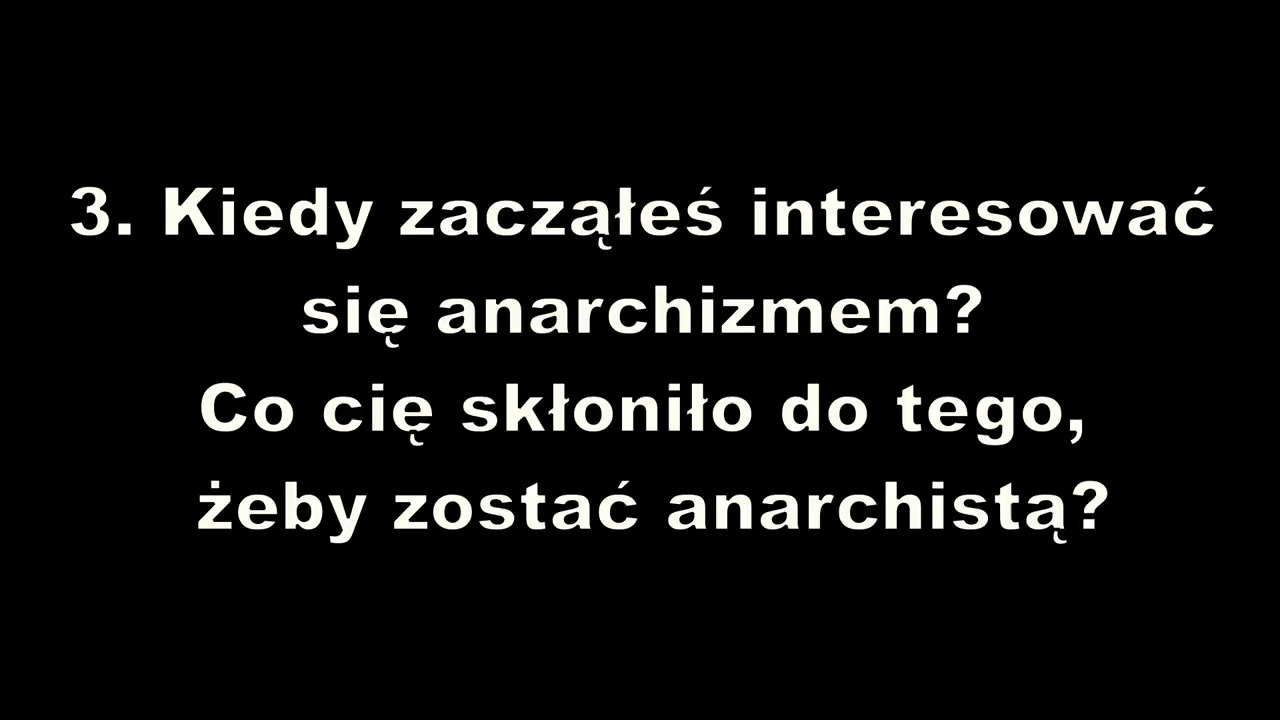 3. Kiedy zacząłeś interesować
się anarchizmem?
Co cię skłoniło do tego,
żeby zostać anarchistą?